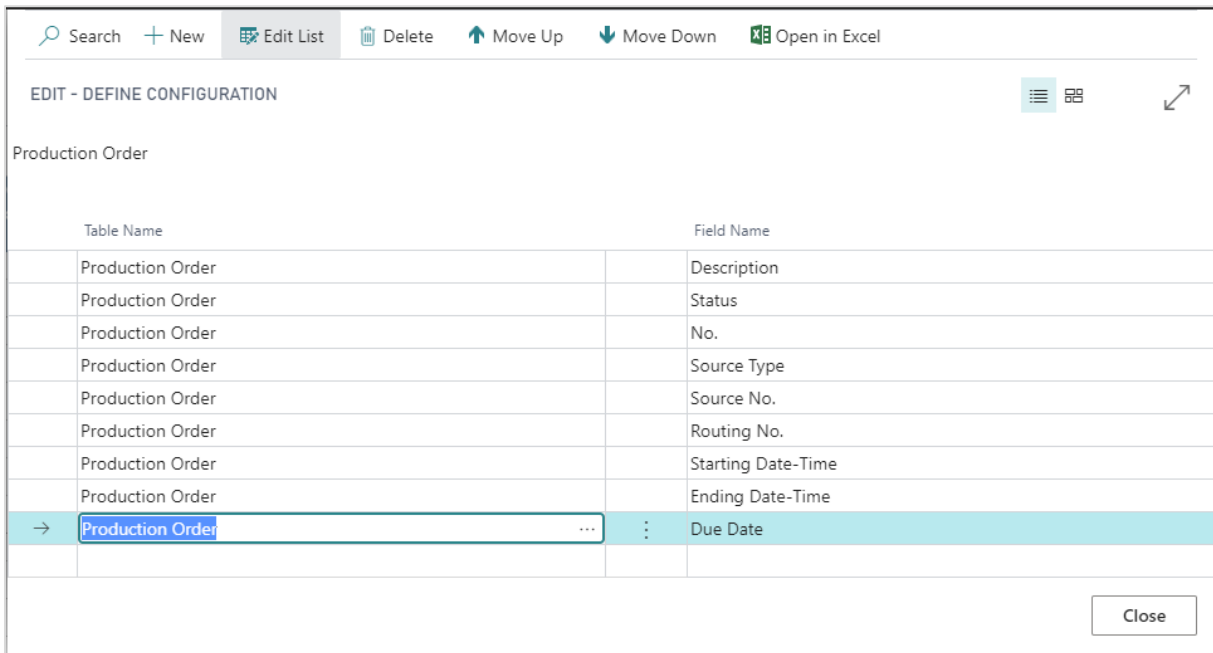 Search New Edit List Delete Move Up Move Down Open in Excel
EDIT - DEFINE CONFIGURATION
Production Order
Table Name Field Name
Production Order Description
Production Order Status
Production Order No.
Production Order Source Type
Production Order Source No.
Production Order Routing No.
Production Order Starting Date-Time
Production Order Ending Date-Time
Production Order ... Due Date
Close